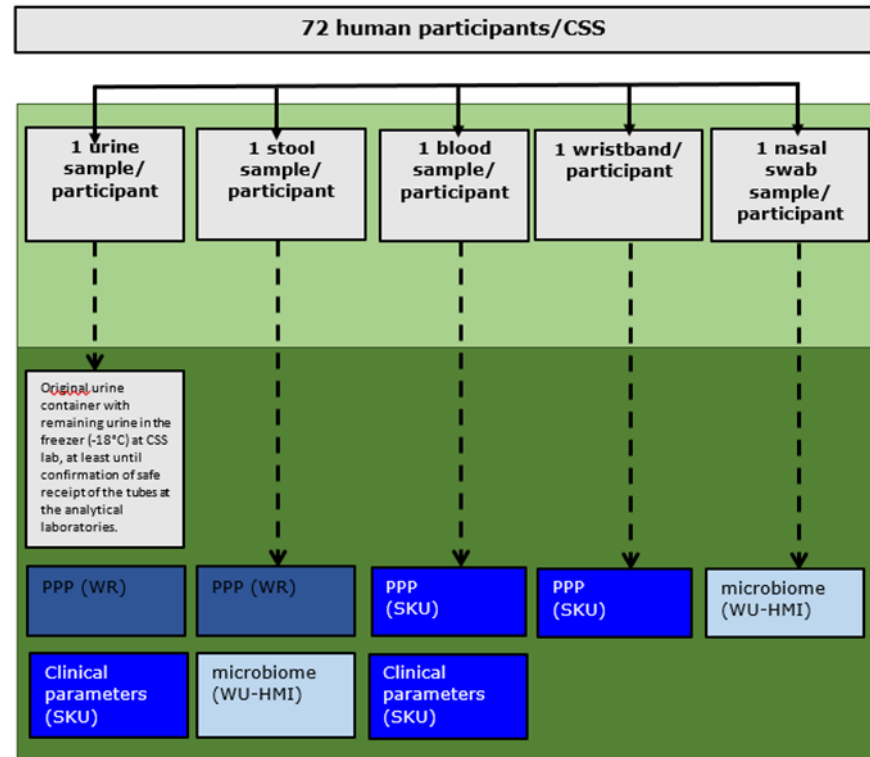 72 human participants/CSS
1 urine
sample/
participant
1 stool
sample/
participant
1 blood
sample/
participant
1 wristband/
participant
1 nasal
swab
sample/
participant
Original urine
container with
remaining urine in the
freezer (-18°C) at CSS
lab, at least until
confirmation of safe
receipt of the tubes at
the analytical
laboratories.
PPP (WR)
PPP (WR)
PPP
(SKU)
PPP
(SKU)
microbiome
(WU-HMI)
Clinical
parameters
(SKU)
microbiome
(WU-HMI)
Clinical
parameters
(SKU)